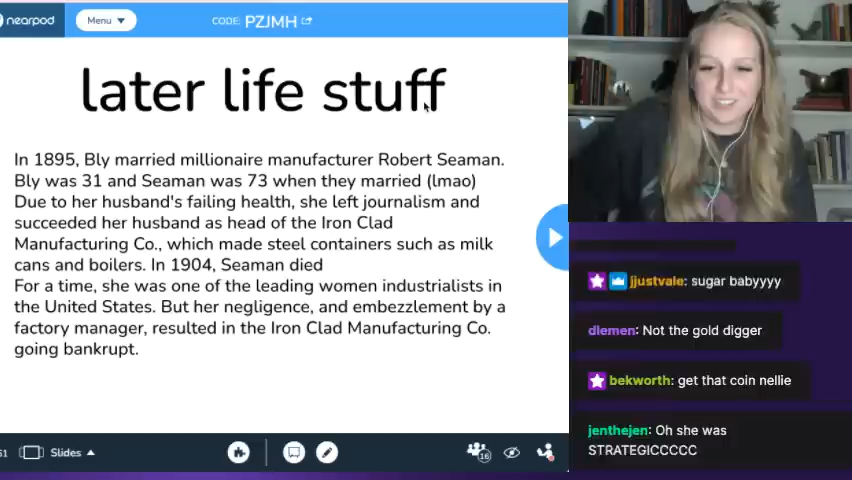 nearpod
Menu
CODE: PZJMH
later life stuff
In 1895, Bly married millionaire manufacturer Robert Seaman.
Bly was 31 and Seaman was 73 when they married (lmao)
Due to her husband's failing health, she left journalism and
succeeded her husband as head of the Iron Clad
Manufacturing Co., which made steel containers such as milk
cans and boilers. In 1904, Seaman died
For a time, she was one of the leading women industrialists in
the United States. But her negligence, and embezzlement by a
factory manager, resulted in the Iron Clad Manufacturing Co.
going bankrupt.
Slides
16
jjustvale: sugar babyyyy
dlemen: Not the gold digger
bekworth: get that coin nellie
jenthejen: Oh she was
STRATEGICCCCC